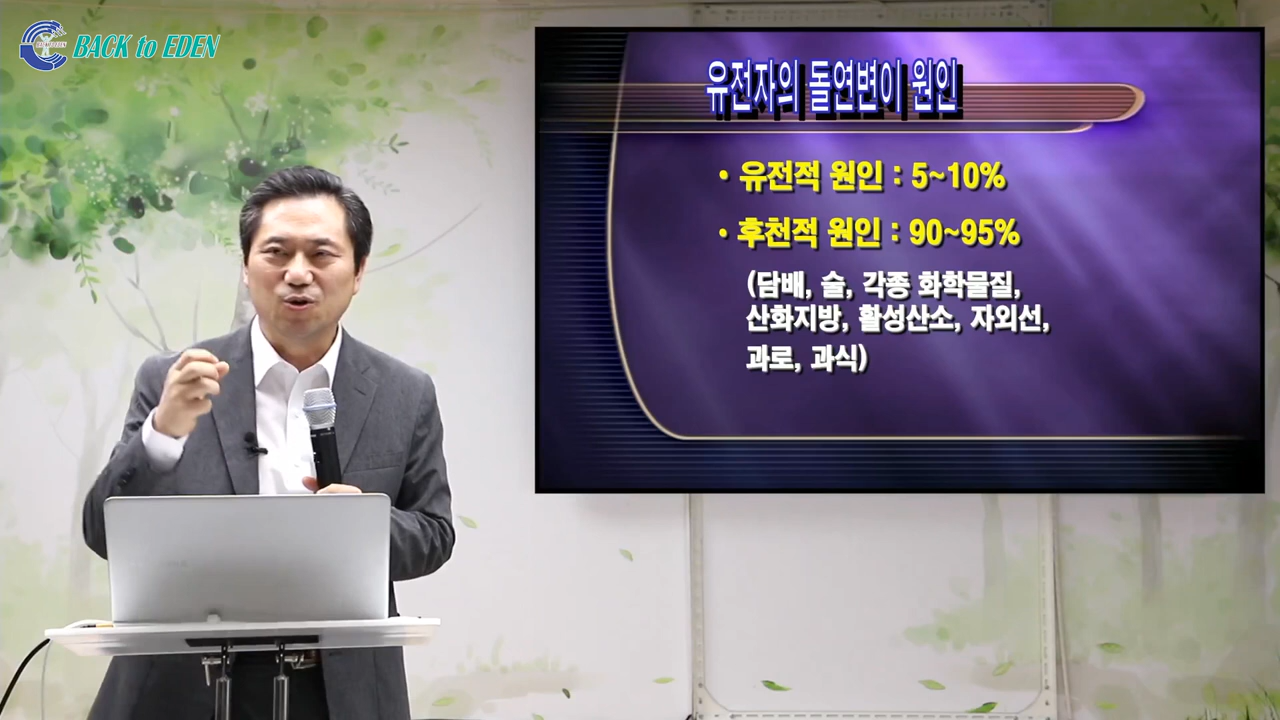 BACK to EDEN
유전자의 돌연변이 원인
• 유전적 원인 : 5~10%
• 후천적 원인 : 90~95%
(담배, 술, 각종 화학물질,
산화지방, 활성산소, 자외선,
과로, 과식)